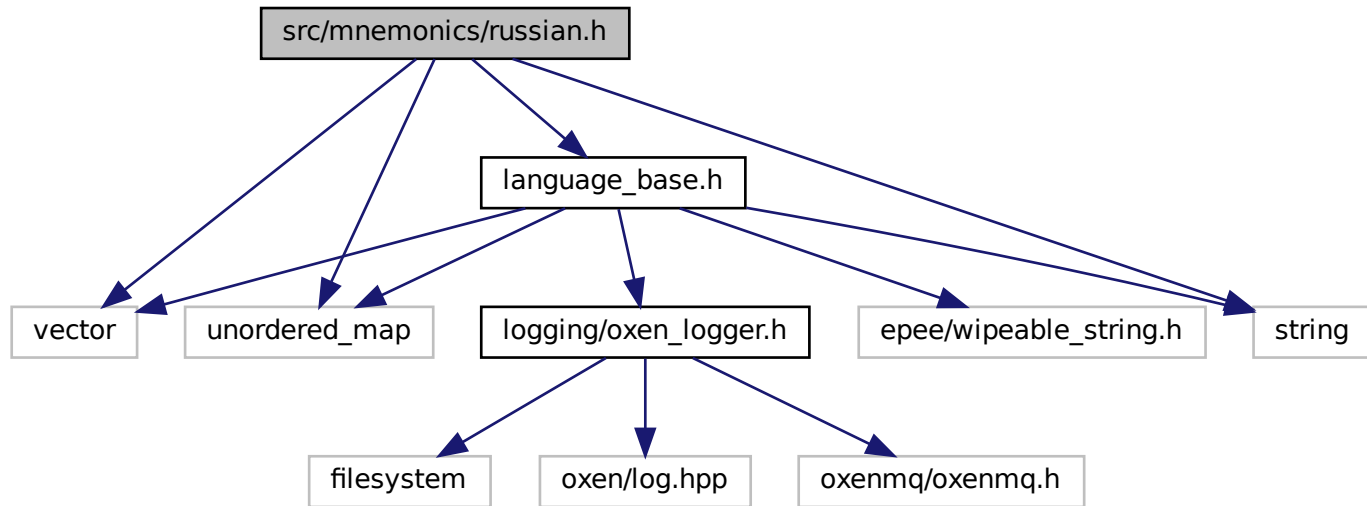 src/mnemonics/russian.h
language_base.h
vector
unordered_map
logging/oxen_logger.h
epee/wipeable_string.h
string
filesystem
oxen/log.hpp
oxenmq/oxenmq.h